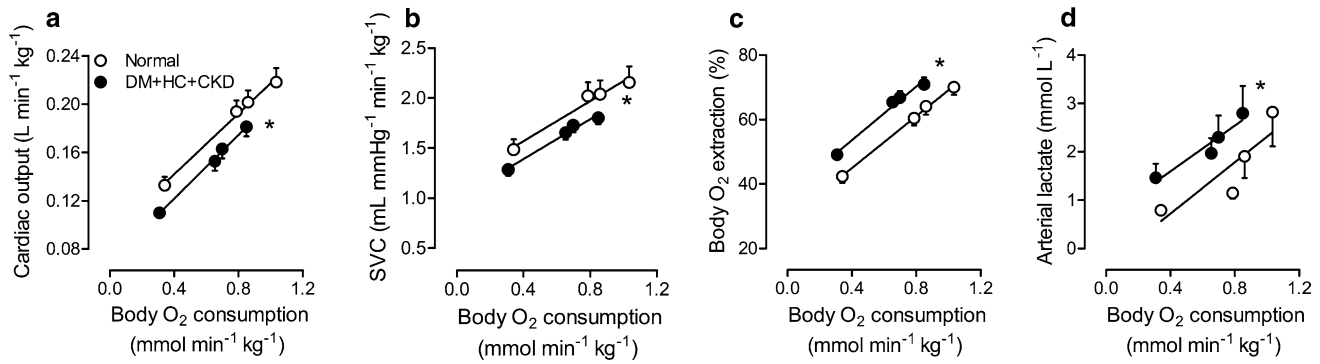 a
Cardiac output (L min⁻¹ kg⁻¹)
0.24
0.20
0.16
0.12
0.08
Normal
DM+HC+CKD
*
0.0 0.4 0.8 1.2
Body O₂ consumption
(mmol min⁻¹ kg⁻¹)
b
SVC (mL mmHg⁻¹ min⁻¹ kg⁻¹)
2.5
2.0
1.5
1.0
0.5
*
0.0 0.4 0.8 1.2
Body O₂ consumption
(mmol min⁻¹ kg⁻¹)
c
Body O₂ extraction (%)
80
60
40
20
*
0.0 0.4 0.8 1.2
Body O₂ consumption
(mmol min⁻¹ kg⁻¹)
d
Arterial lactate (mmol L⁻¹)
4
3
2
1
0
*
0.0 0.4 0.8 1.2
Body O₂ consumption
(mmol min⁻¹ kg⁻¹)